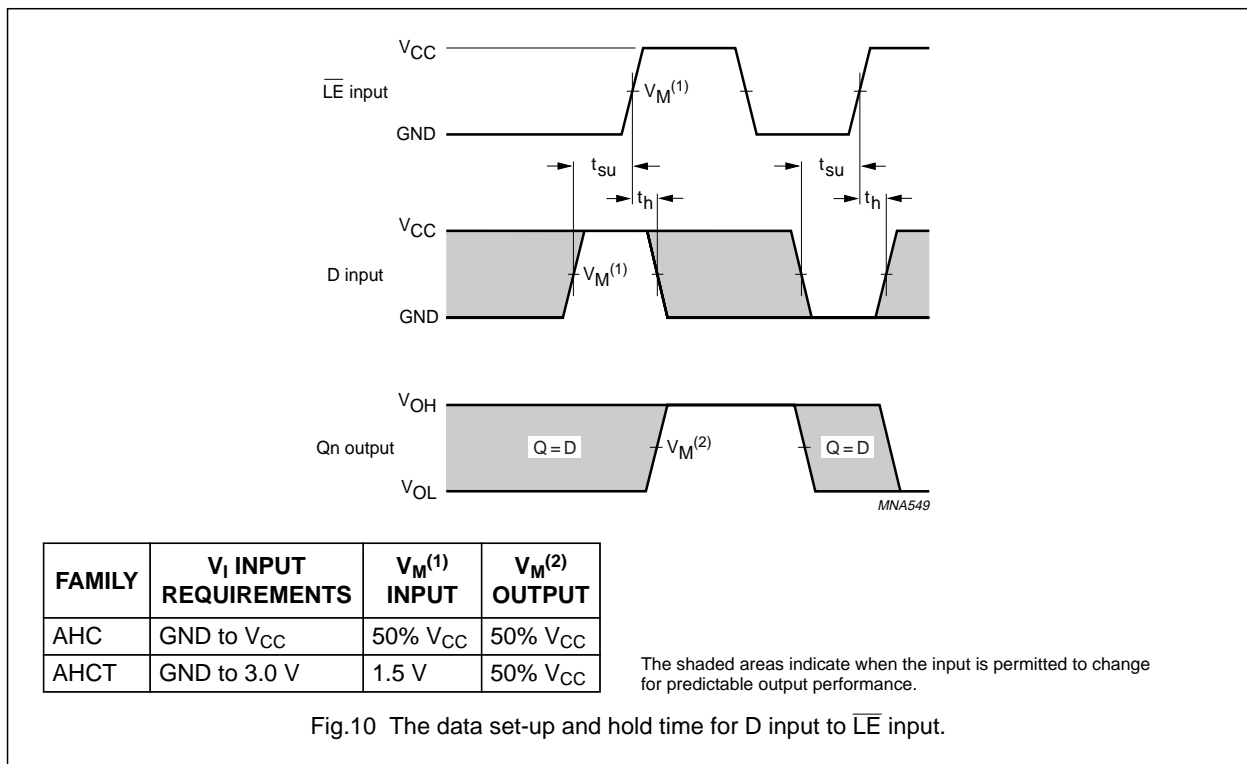 VCC
LE input
VM(1)
GND
tsu
tsu
th
th
VCC
D input
VM(1)
GND
VOH
Qn output
Q = D
VM(2)
Q = D
VOL
MNA549
FAMILY VI INPUT REQUIREMENTS VM(1) INPUT VM(2) OUTPUT
AHC GND to VCC 50% VCC 50% VCC
AHCT GND to 3.0 V 1.5 V 50% VCC
The shaded areas indicate when the input is permitted to change
for predictable output performance.
Fig.10 The data set-up and hold time for D input to LE input.